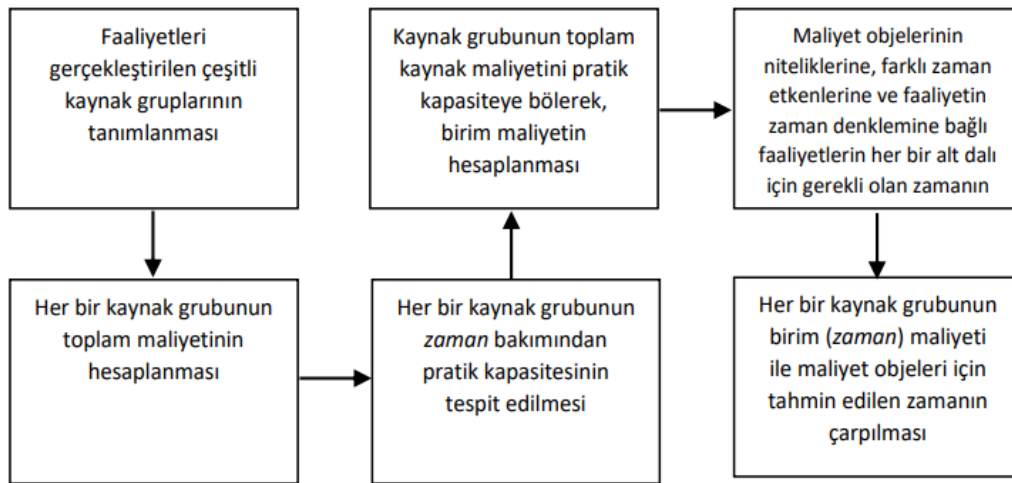 Faaliyetleri
gerçekleştirilen çeşitli
kaynak gruplarının
tanımlanması
Her bir kaynak grubunun
toplam maliyetinin
hesaplanması
Her bir kaynak grubunun
zaman bakımından
pratik kapasitesinin
tespit edilmesi
Kaynak grubunun toplam
kaynak maliyetini pratik
kapasiteye bölerek,
birim maliyetin
hesaplanması
Maliyet objelerinin
niteliklerine, farklı zaman
etkenlerine ve faaliyetin
zaman denklemine bağlı
faaliyetlerin her bir alt dalı
için gerekli olan zamanın
Her bir kaynak grubunun
birim (zaman) maliyeti
ile maliyet objeleri için
tahmin edilen zamanın
çarpılması